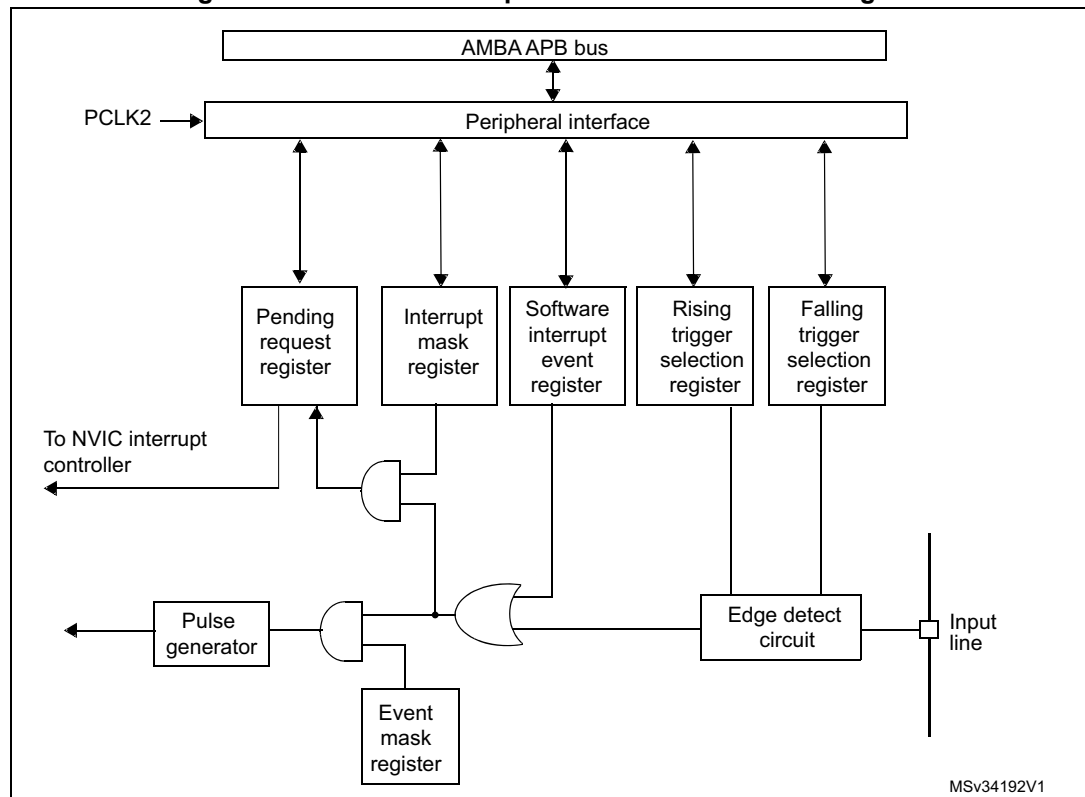 AMBA APB bus
PCLK2
Peripheral interface
Pending
request
register
Interrupt
mask
register
Software
interrupt
event
register
Rising
trigger
selection
register
Falling
trigger
selection
register
To NVIC interrupt
controller
Pulse
generator
Event
mask
register
Edge detect
circuit
Input
line
MSv34192V1